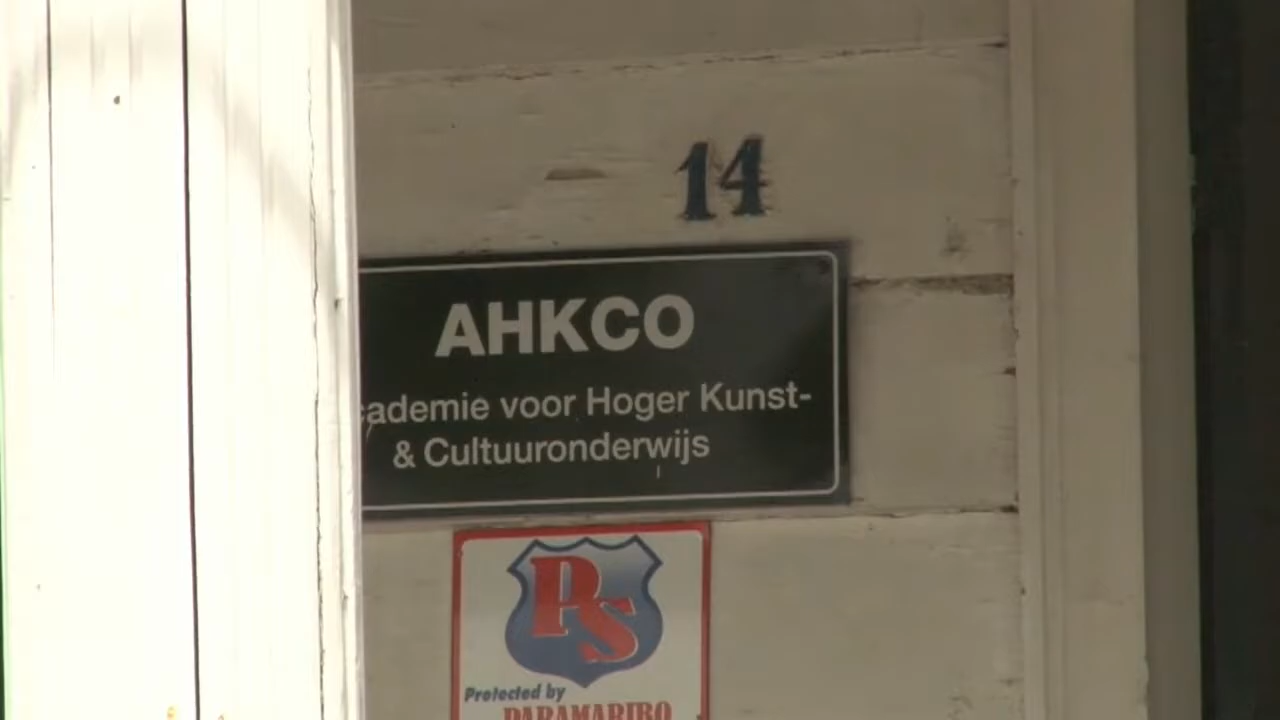 14
AHKCO
cademie voor Hoger Kunst-
& Cultuuronderwijs
PS
Protected by
PARAMARIBO